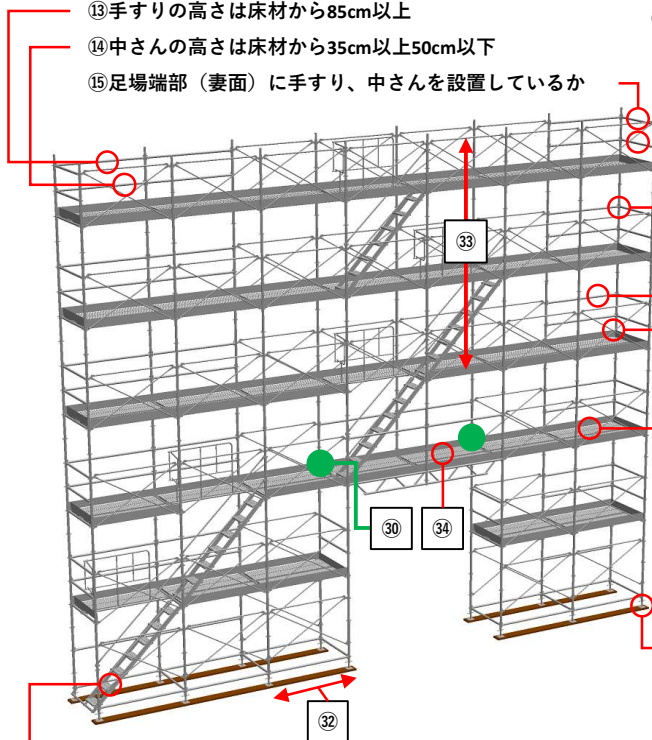 ⑬手すりの高さは床材から85cm以上
⑭中さんの高さは床材から35cm以上50cm以下
⑮足場端部（妻面）に手すり、中さんを設置しているか
㉝
㉚
㉞
㉜